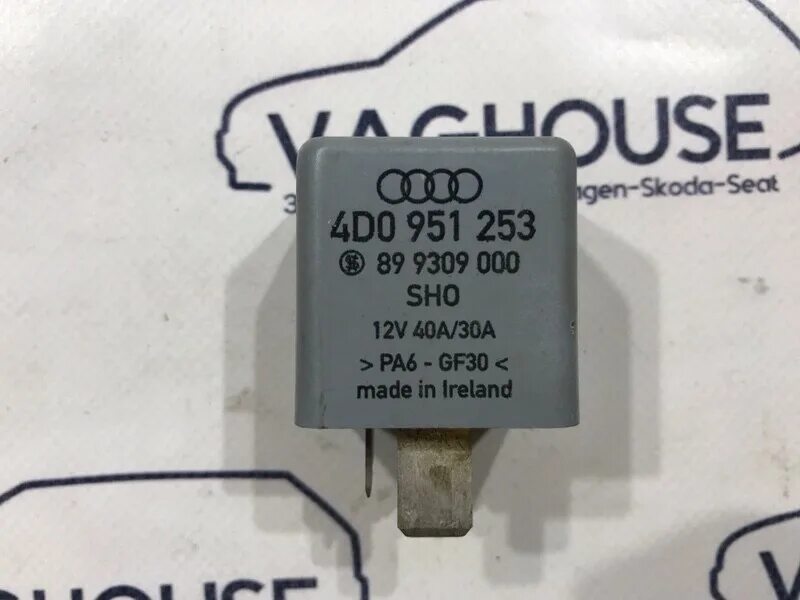 VAGHOUSE
agen-Skoda-Seat
4D0 951 253
89 9309 000
SHO
12V 40A/30A
> PA6 - GF30 <
made in Ireland
VAGHOUSE